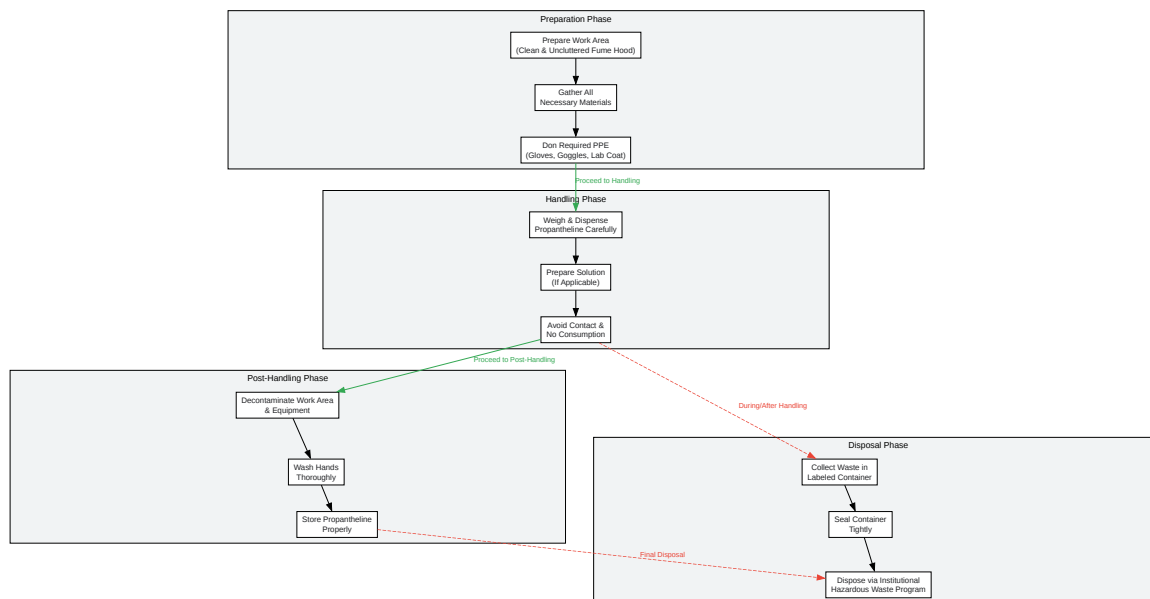 Preparation Phase
Prepare Work Area
(Clean & Uncluttered Fume Hood)
Gather All
Necessary Materials
Don Required PPE
(Gloves, Goggles, Lab Coat)
Proceed to Handling
Handling Phase
Weigh & Dispense
Propantheline Carefully
Prepare Solution
(If Applicable)
Avoid Contact &
No Consumption
Proceed to Post-Handling
Post-Handling Phase
Decontaminate Work Area
& Equipment
Wash Hands
Thoroughly
Store Propantheline
Properly
During/After Handling
Disposal Phase
Collect Waste in
Labeled Container
Seal Container
Tightly
Final Disposal
Dispose via Institutional
Hazardous Waste Program